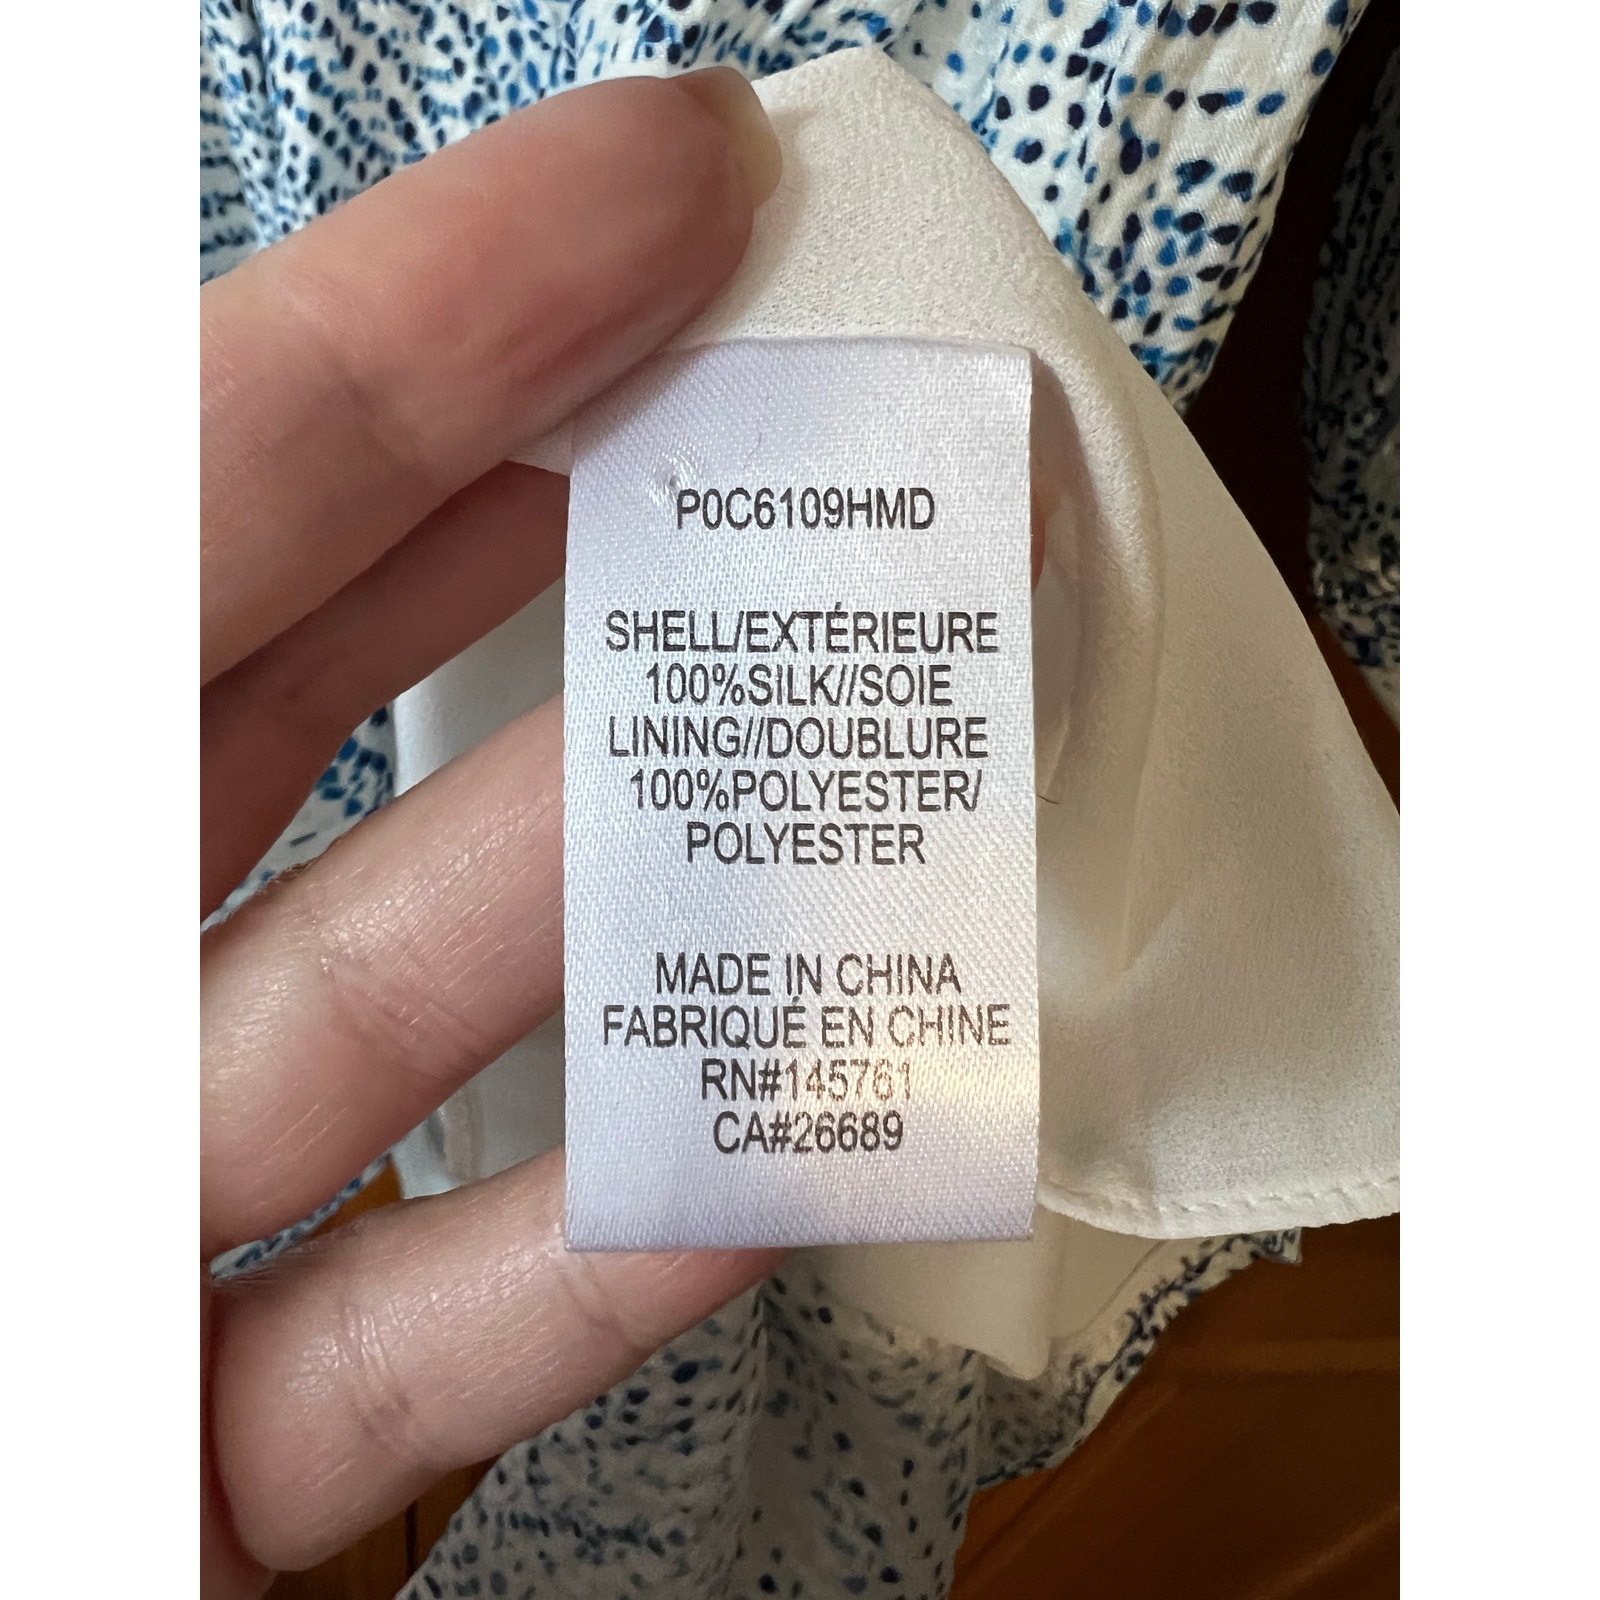 P0C6109HMD
SHELL/EXTÉRIEURE
100%SILK//SOIE
LINING//DOUBLURE
100%POLYESTER/
POLYESTER
MADE IN CHINA
FABRIQUÉ EN CHINE
RN#145761
CA#26689